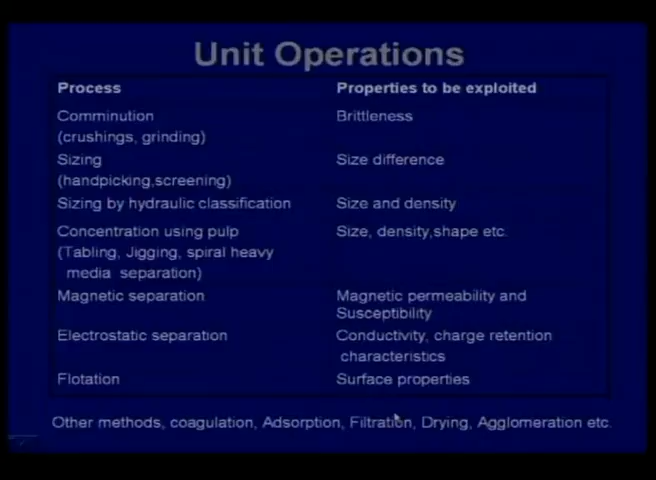 Unit Operations
Process Properties to be exploited
Comminution Brittleness
(crushings, grinding)
Sizing Size difference
(handpicking,screening)
Sizing by hydraulic classification Size and density
Concentration using pulp Size, density,shape etc.
(Tabling, Jigging, spiral heavy
media separation)
Magnetic separation Magnetic permeability and
Susceptibility
Electrostatic separation Conductivity, charge retention
characteristics
Flotation Surface properties
Other methods, coagulation, Adsorption, Filtration, Drying, Agglomeration etc.